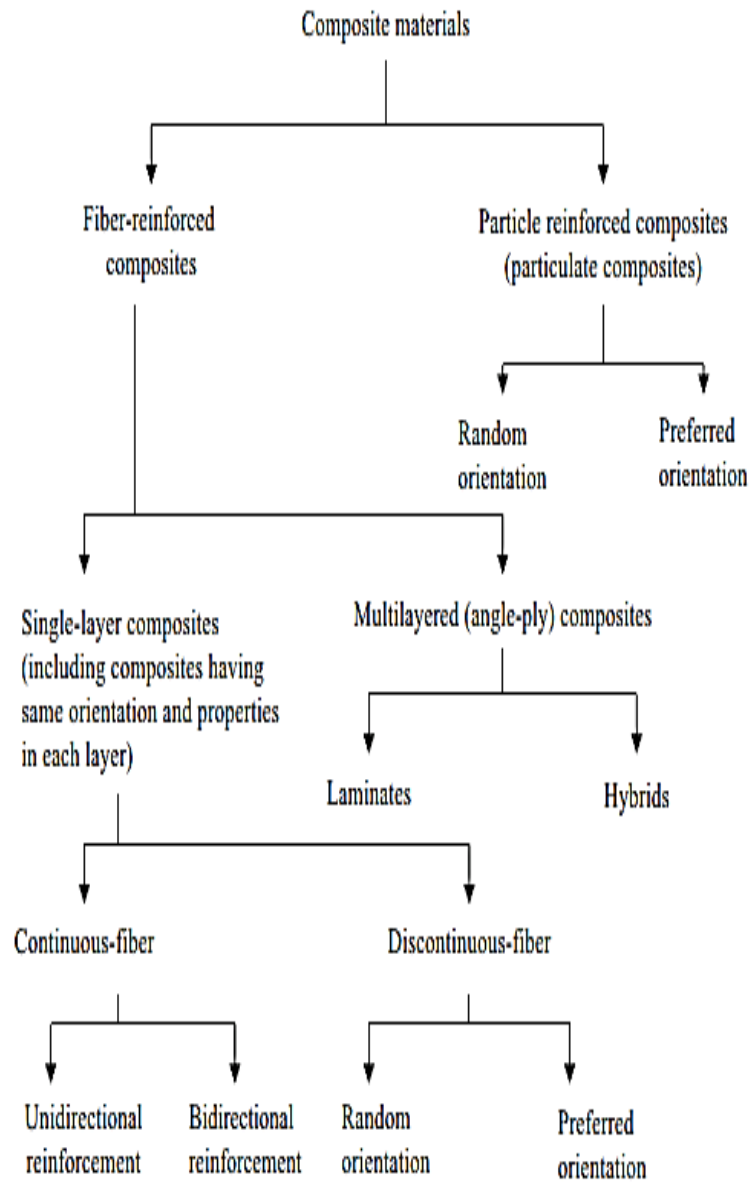 Composite materials
Fiber-reinforced
composites
Particle reinforced composites
(particulate composites)
Random
orientation
Preferred
orientation
Single-layer composites
(including composites having
same orientation and properties
in each layer)
Multilayered (angle-ply) composites
Laminates
Hybrids
Continuous-fiber
Discontinuous-fiber
Unidirectional
reinforcement
Bidirectional
reinforcement
Random
orientation
Preferred
orientation